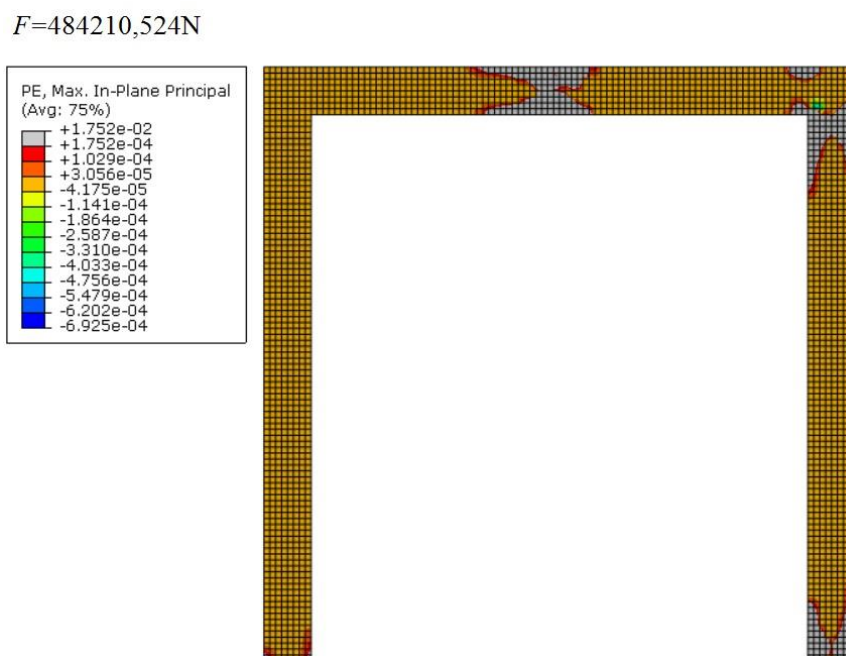 F=484210,524N
PE, Max. In-Plane Principal
(Avg: 75%)
+1.752e-02
+1.752e-04
+1.029e-04
+3.056e-05
-4.175e-05
-1.141e-04
-1.864e-04
-2.587e-04
-3.310e-04
-4.033e-04
-4.756e-04
-5.479e-04
-6.202e-04
-6.925e-04